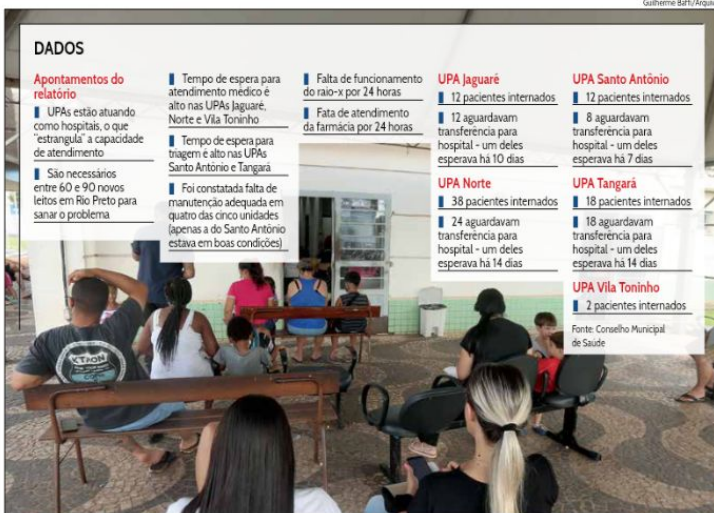 Guilherme Baffi/Arquivo
DADOS
Apontamentos do
relatório
UPAs estão atuando
como hospitais, o que
"estrangula" a capacidade
de atendimento
São necessários
entre 60 e 90 novos
leitos em Rio Preto para
sanar o problema
Tempo de espera para
atendimento médico é
alto nas UPAs Jaguaré,
Norte e Vila Toninho
Tempo de espera para
triagem é alto nas UPAs
Santo Antônio e Tangará
Foi constatada falta de
manutenção adequada em
quatro das cinco unidades
(apenas a do Santo Antônio
estava em boas condições)
Falta de funcionamento
do raio-x por 24 horas
Fata de atendimento
da farmácia por 24 horas
UPA Jaguaré
12 pacientes internados
12 aguardavam
transferência para
hospital - um deles
esperava há 10 dias
UPA Norte
38 pacientes internados
24 aguardavam
transferência para
hospital - um deles
esperava há 14 dias
UPA Santo Antônio
12 pacientes internados
8 aguardavam
transferência para
hospital - um deles
esperava há 7 dias
UPA Tangará
18 pacientes internados
18 aguardavam
transferência para
hospital - um deles
esperava há 14 dias
UPA Vila Toninho
2 pacientes internados
Fonte: Conselho Municipal
de Saúde
KTRON